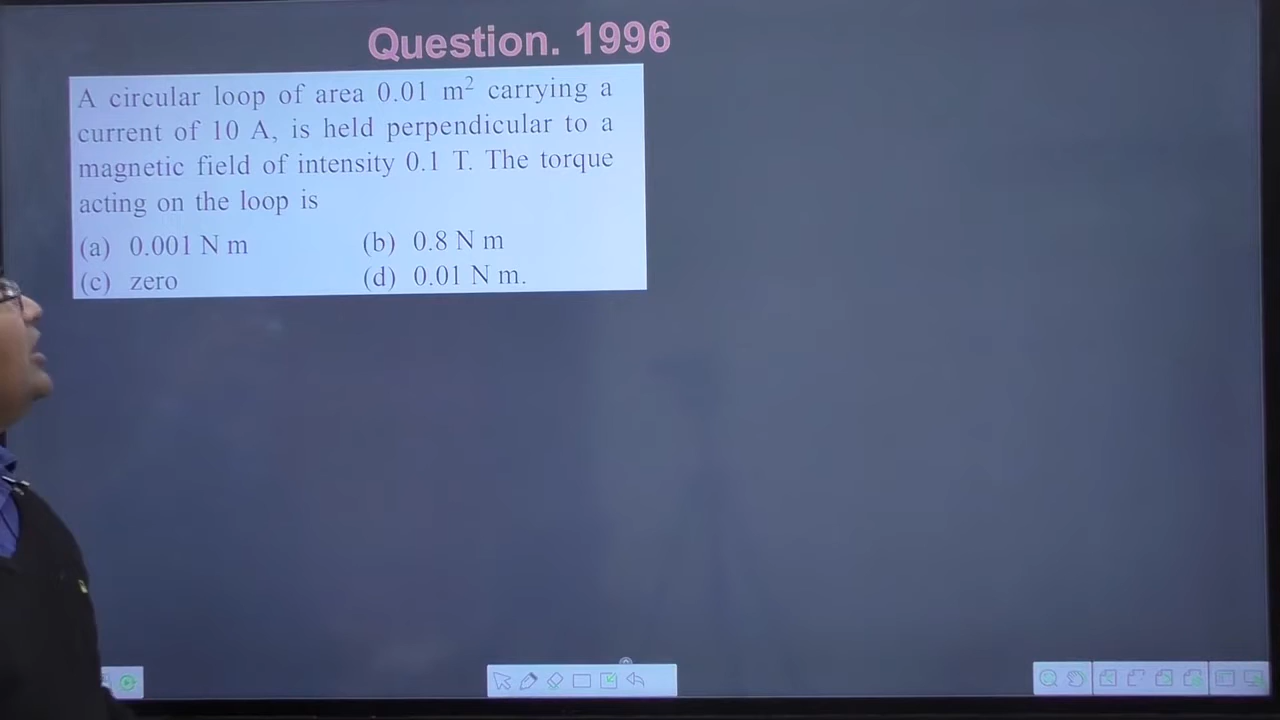 Question. 1996
A circular loop of area 0.01 m² carrying a
current of 10 A, is held perpendicular to a
magnetic field of intensity 0.1 T. The torque
acting on the loop is
(a) 0.001 N m (b) 0.8 N m
(c) zero (d) 0.01 N m.